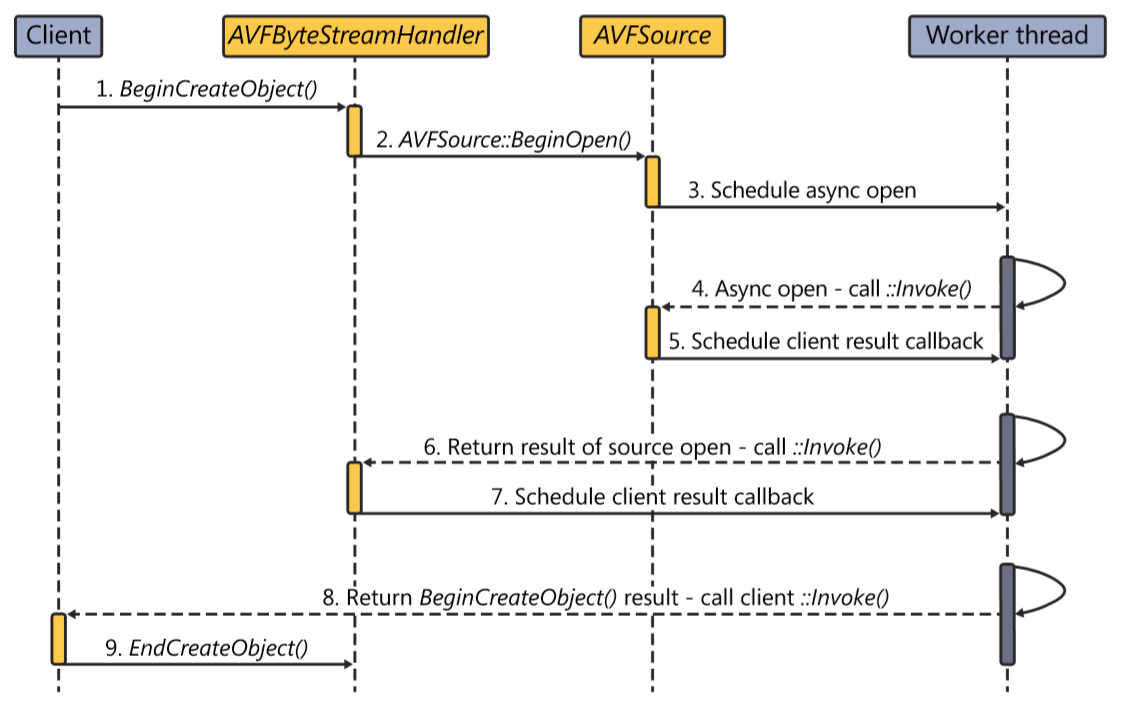 Client
AVFByteStreamHandler
AVFSource
Worker thread
1. BeginCreateObject()
2. AVFSource::BeginOpen()
3. Schedule async open
4. Async open - call ::Invoke()
5. Schedule client result callback
6. Return result of source open - call ::Invoke()
7. Schedule client result callback
8. Return BeginCreateObject() result - call client ::Invoke()
9. EndCreateObject()